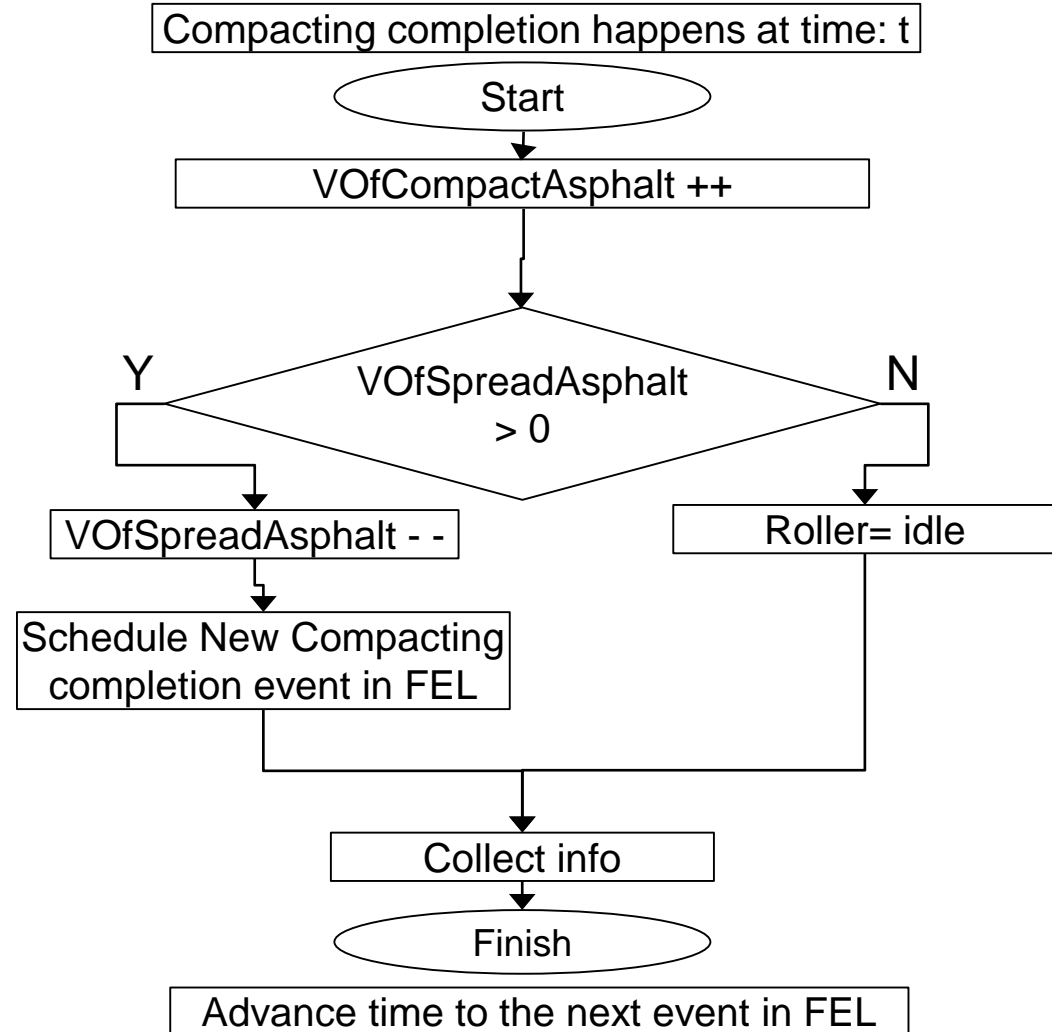 Compacting completion happens at time: t
Start
VOfCompactAsphalt ++
Y
VOfSpreadAsphalt
> 0
N
VOfSpreadAsphalt - -
Roller= idle
Schedule New Compacting
completion event in FEL
Collect info
Finish
Advance time to the next event in FEL